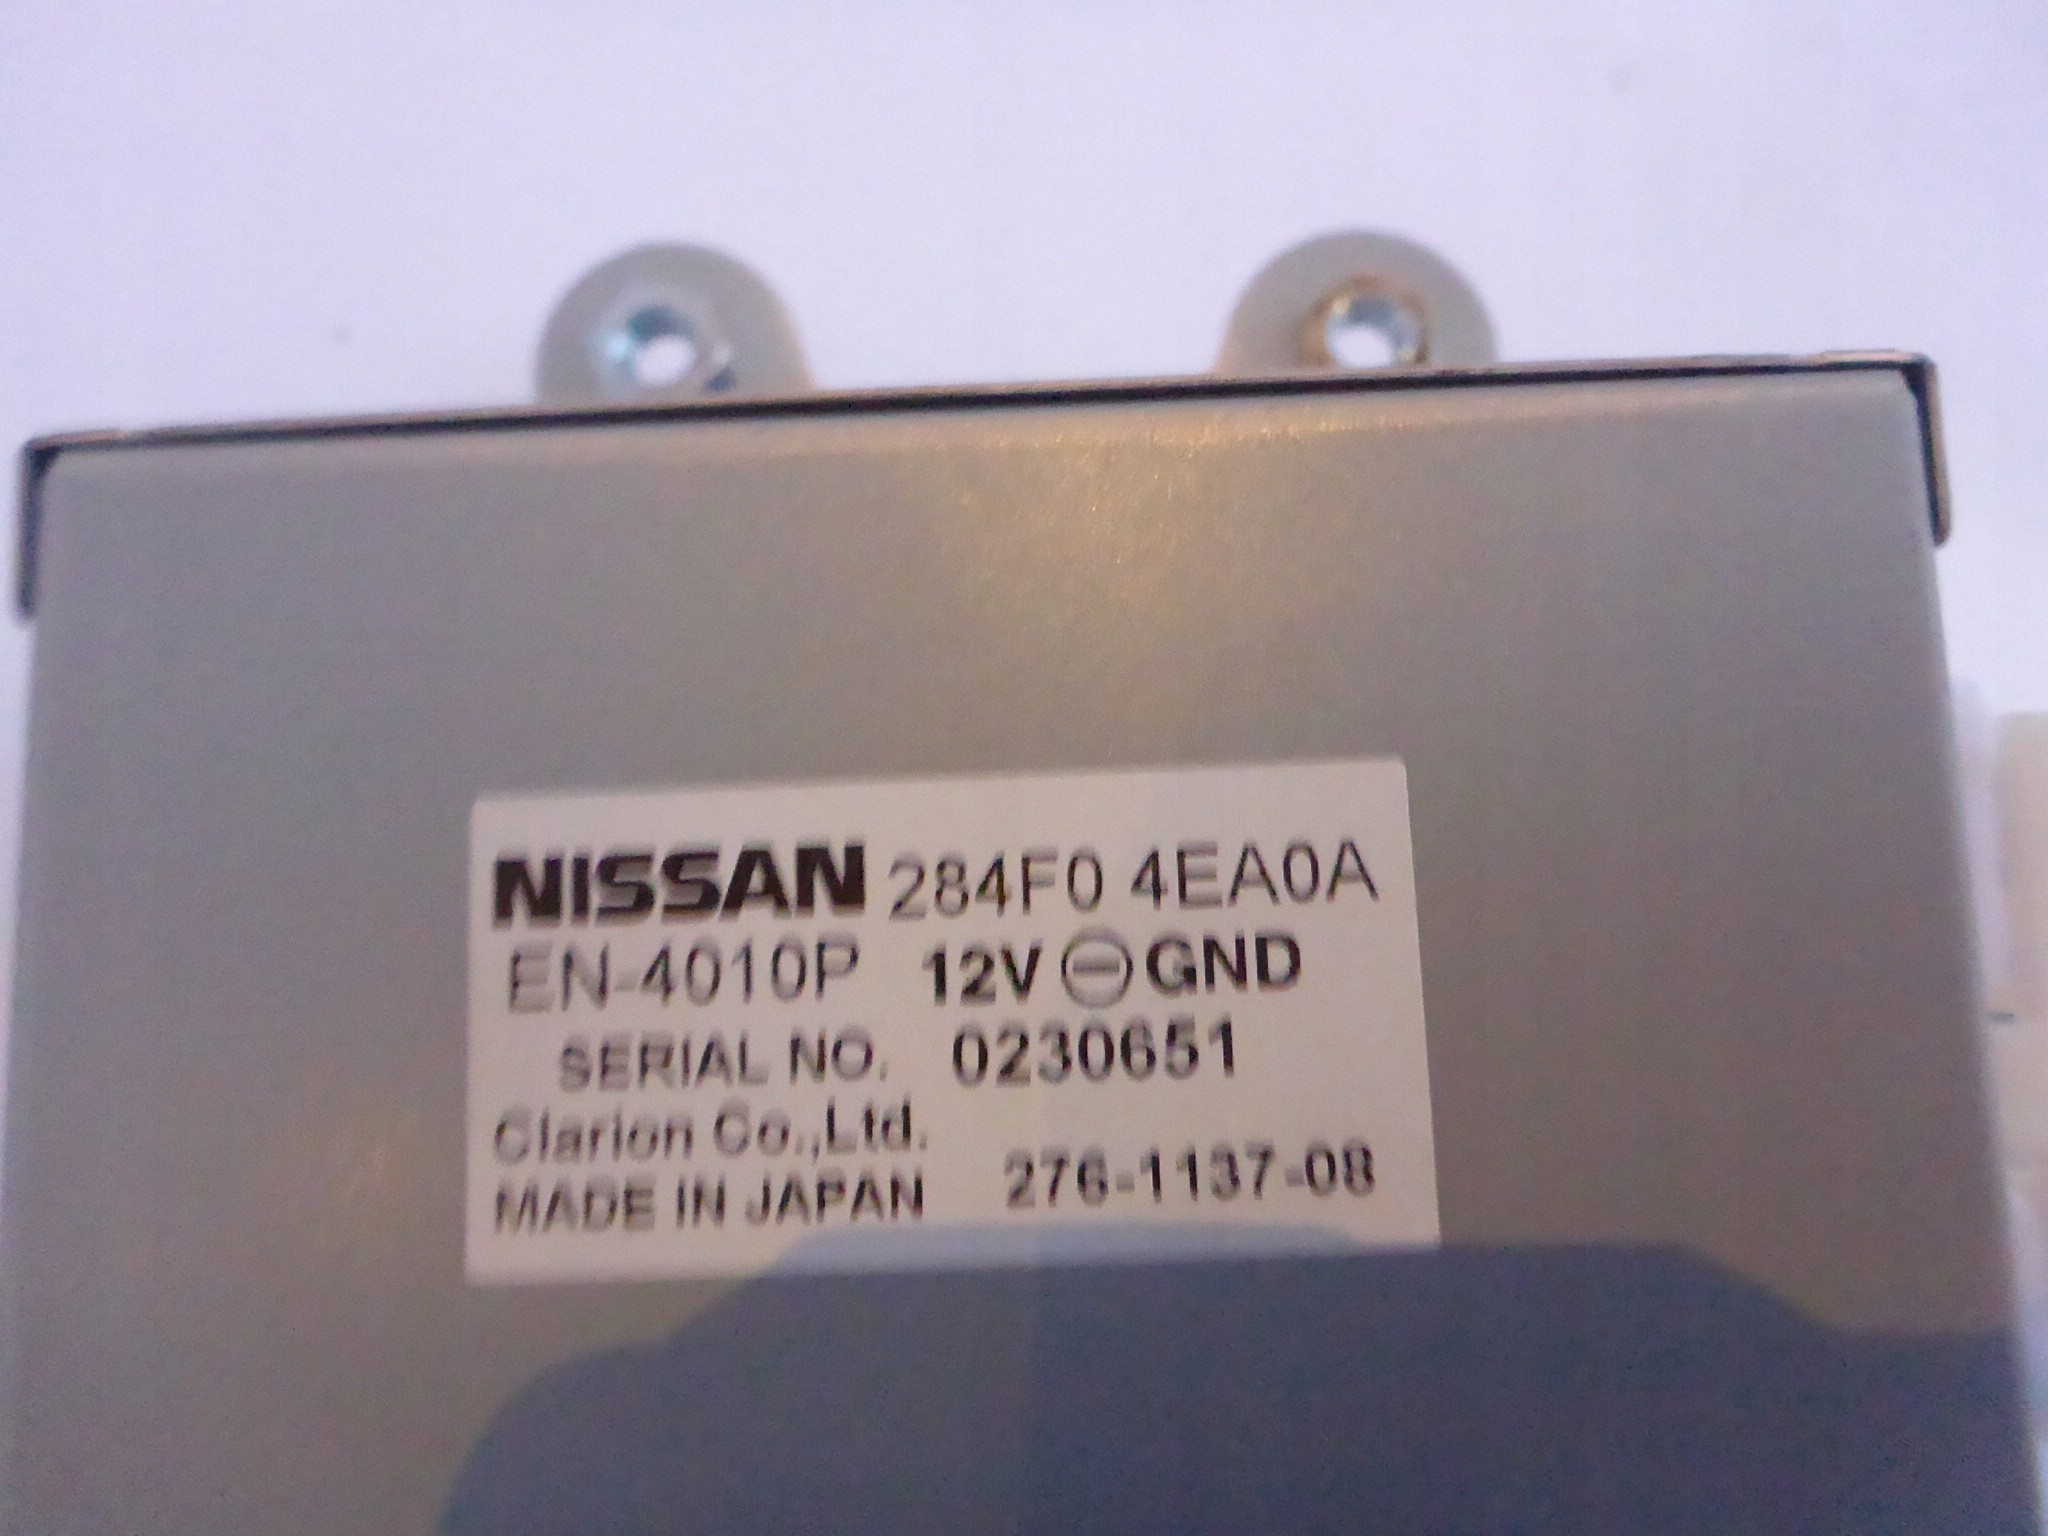 NISSAN 284F0 4EA0A
EN-4010P 12V ⊖ GND
SERIAL NO. 0230651
Clarion Co.,Ltd.
MADE IN JAPAN 276-1137-08